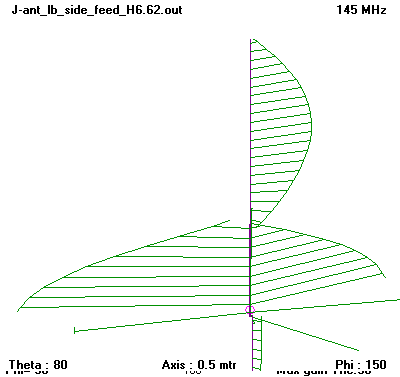 J-ant_lb_side_feed_H6.62.out 145 MHz
Theta : 80 Axis : 0.5 mtr Phi : 150